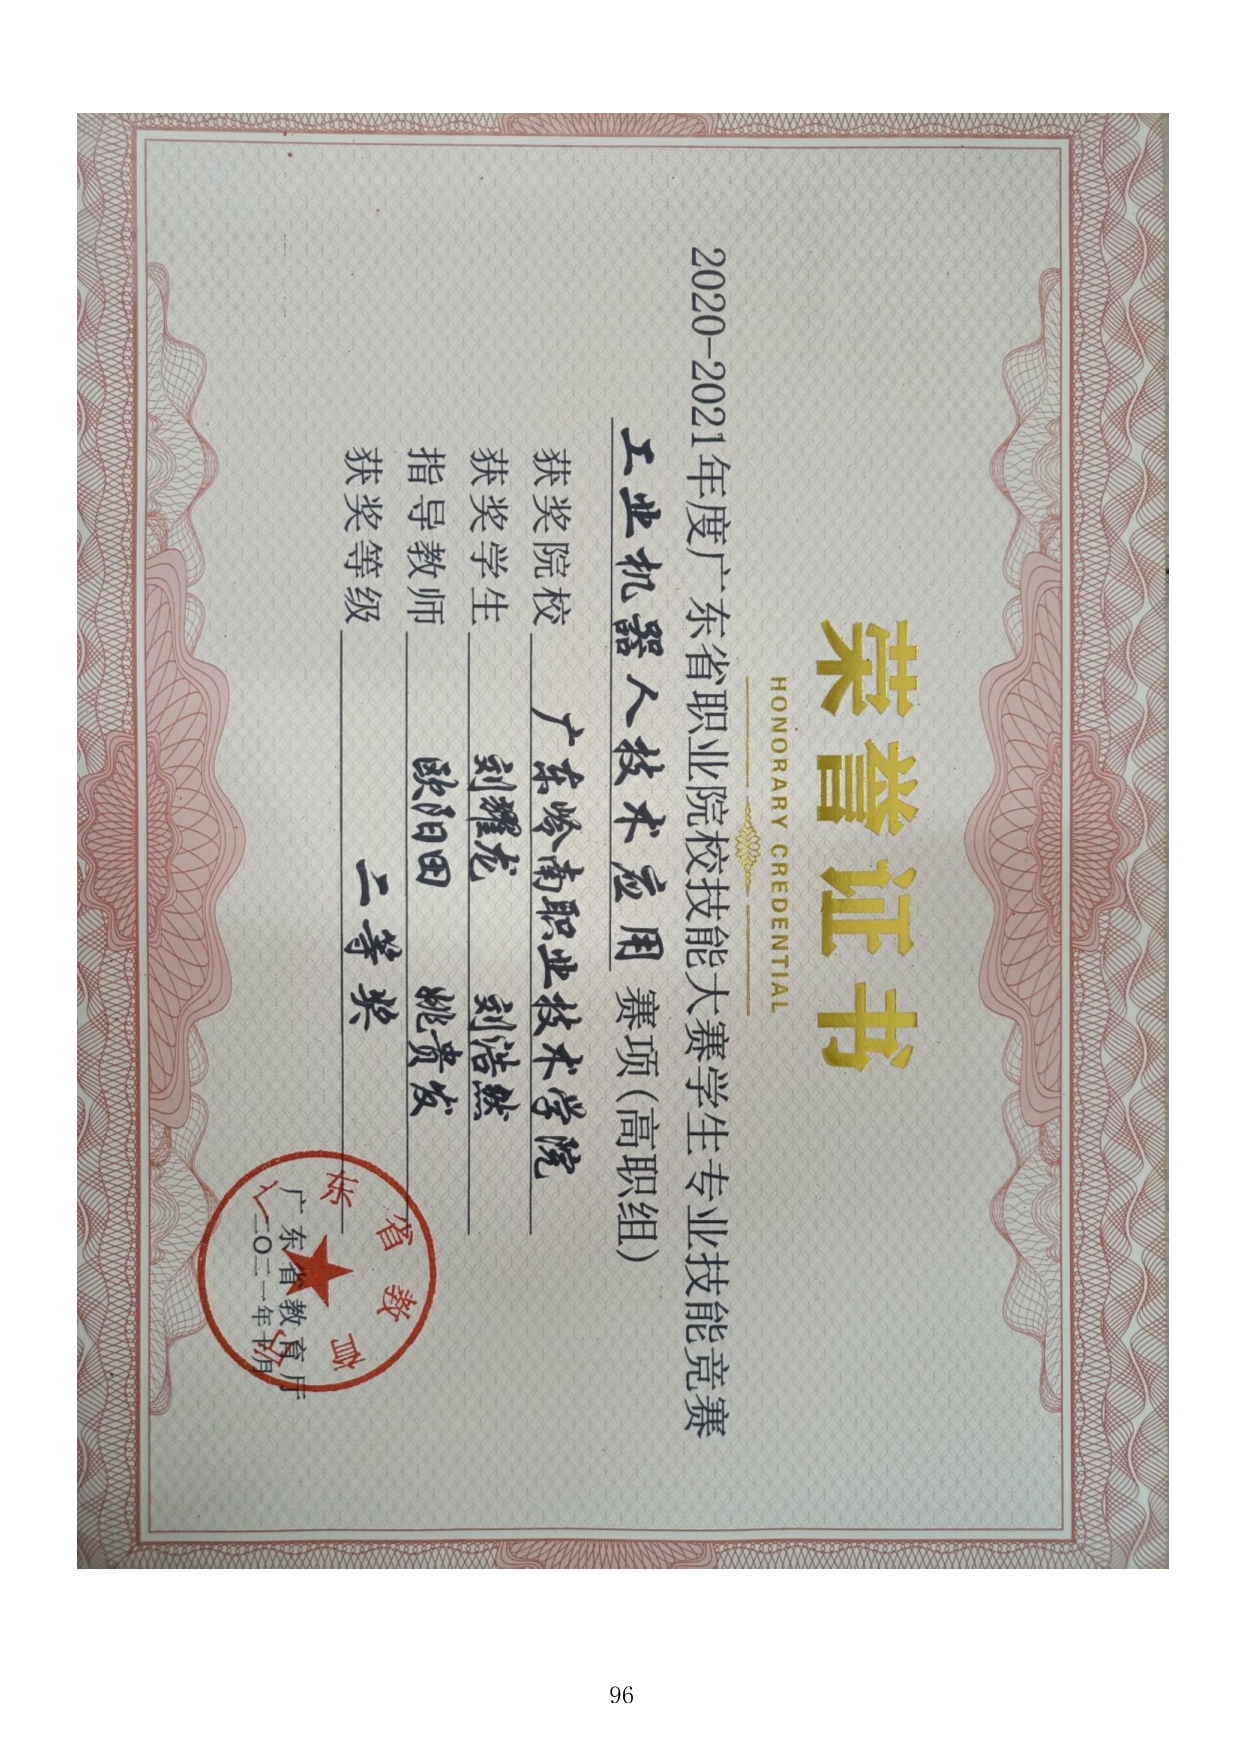 荣誉证书
HONORARY CREDENTIAL
2020-2021年度广东省职业院校技能大赛学生专业技能竞赛
工业机器人技术应用 赛项(高职组)
获奖院校 广东岭南职业技术学院
获奖学生 刘耀龙 刘浩然
指导教师 欧阳田 姚贵发
获奖等级 二等奖
广东省教育厅
广东省教育厅
二〇二一年十月
96